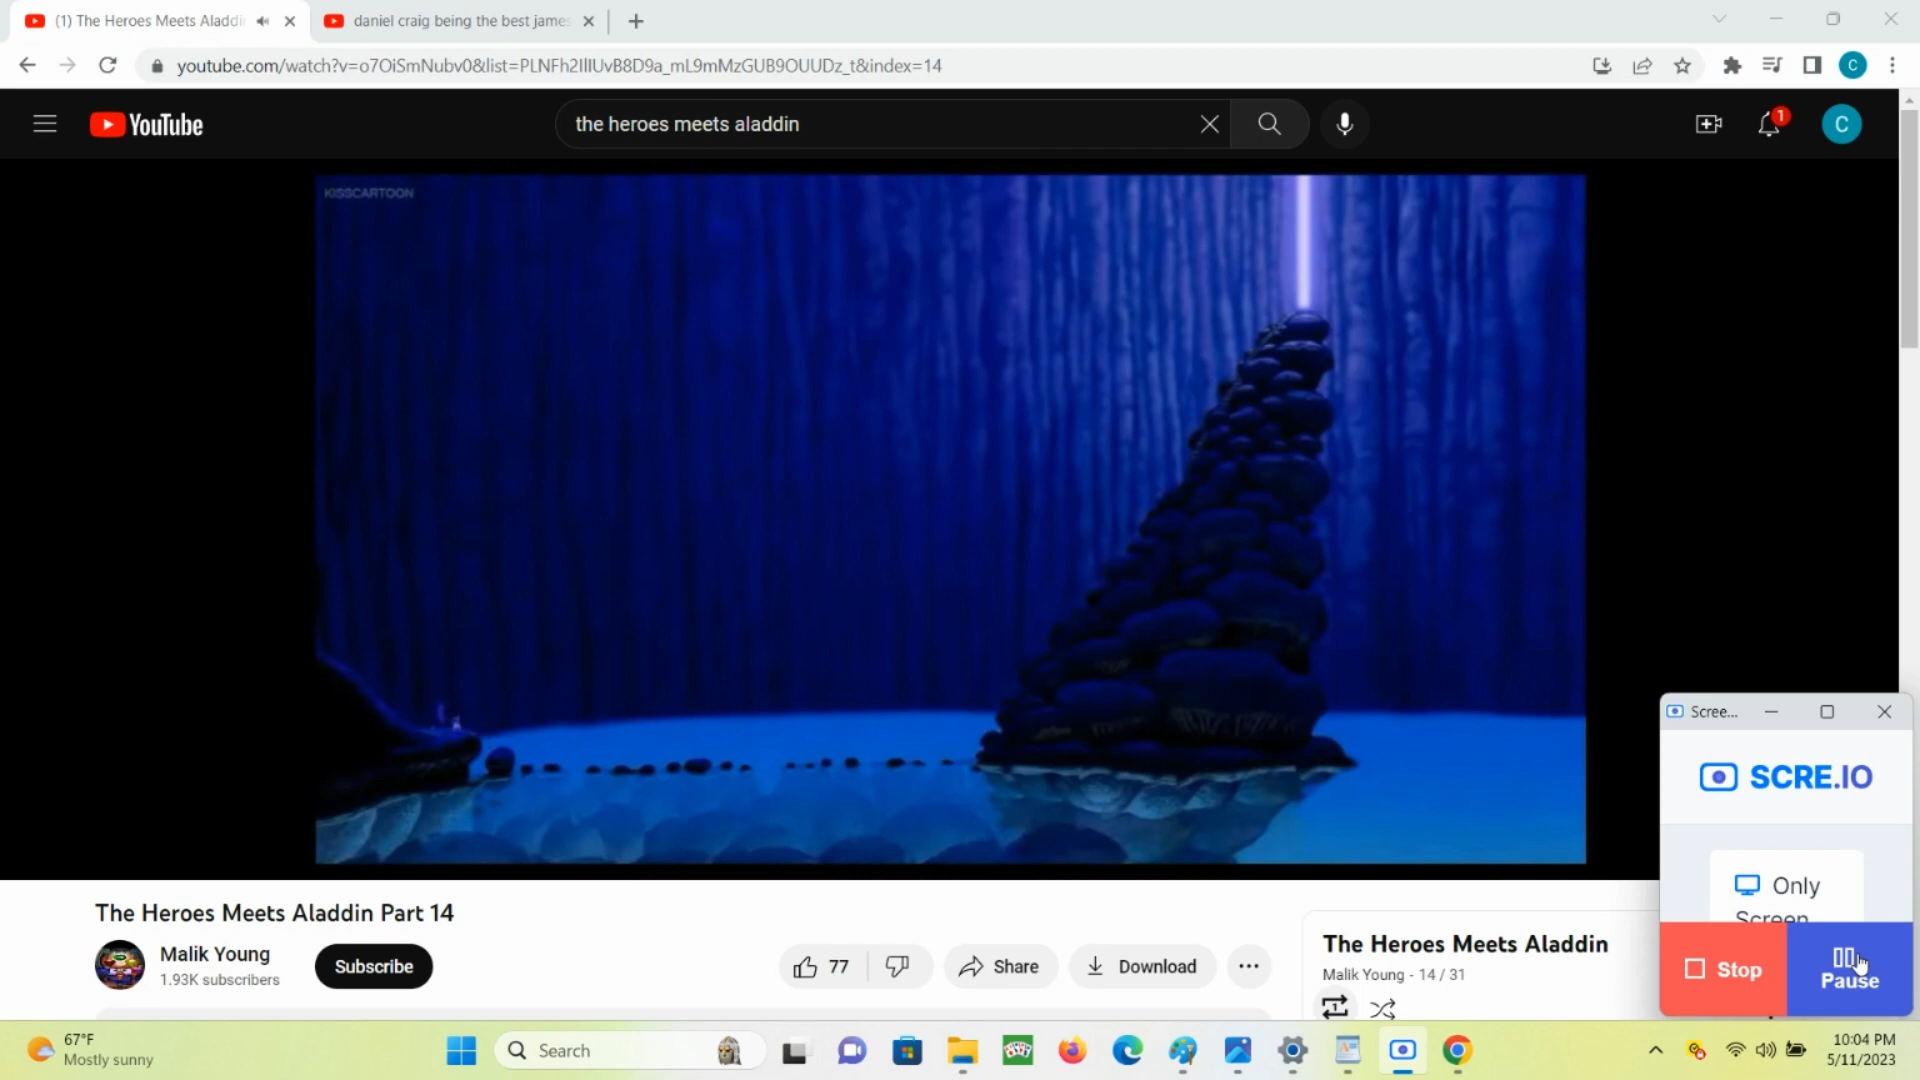 (1) The Heroes Meets Aladdi
daniel craig being the best james
youtube.com/watch?v=o7OiSmNubv0&list=PLNFh2IllUvB8D9a_mL9mMzGUB9OUUDz_t&index=14
C
YouTube
the heroes meets aladdin
1
C
KISSCARTOON
Scree...
SCRE.IO
Only
Screen
Stop
Pause
The Heroes Meets Aladdin Part 14
Malik Young
1.93K subscribers
Subscribe
77
Share
Download
The Heroes Meets Aladdin
Malik Young - 14 / 31
67°F
Mostly sunny
Search
10:04 PM
5/11/2023